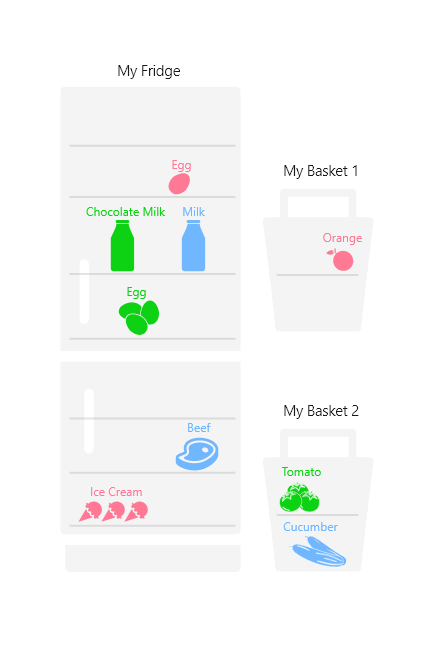 My Fridge
Egg
Chocolate Milk
Milk
Egg
Beef
Ice Cream
My Basket 1
Orange
My Basket 2
Tomato
Cucumber